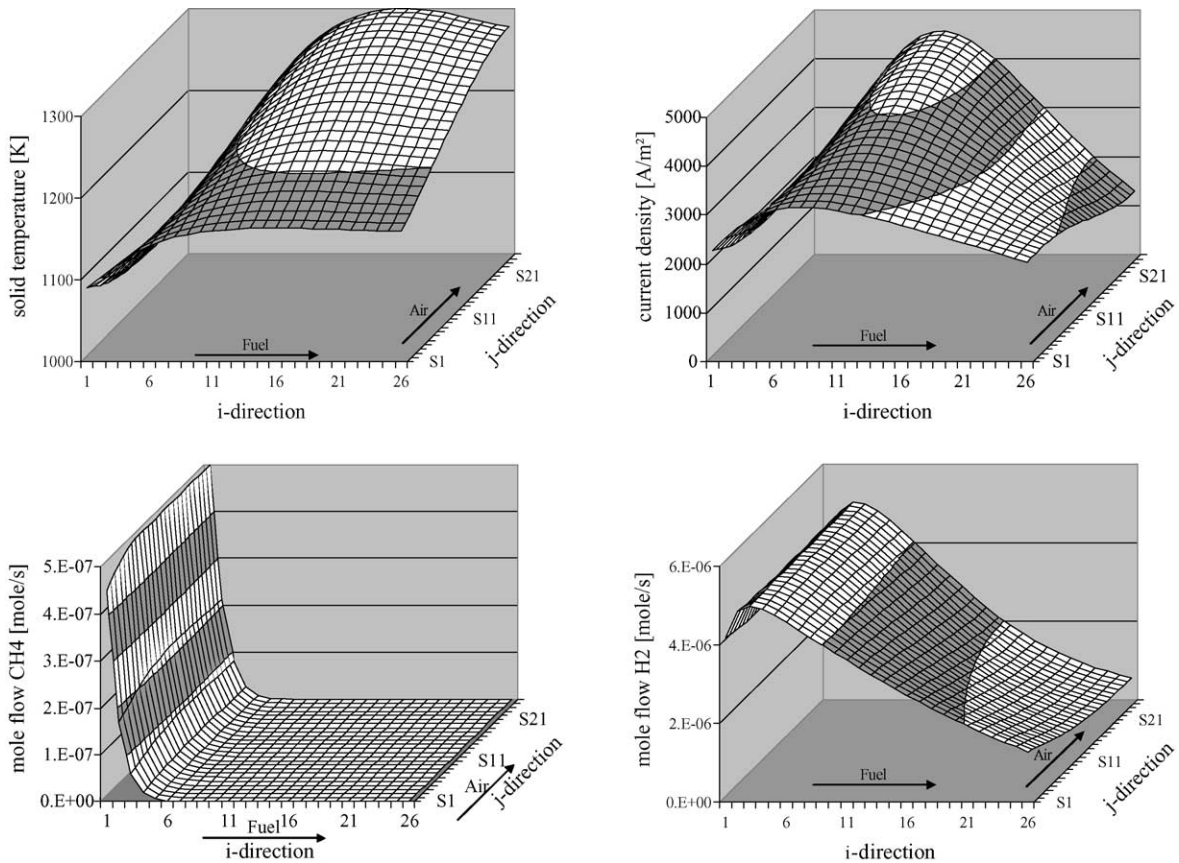 solid temperature [K]
1300
1200
1100
1000
1 6 11 16 21 26
i-direction
Fuel
Air
S1 S11 S21
j-direction
current density [A/m²]
5000
4000
3000
2000
1000
0
1 6 11 16 21 26
i-direction
Fuel
Air
S1 S11 S21
j-direction
mole flow CH4 [mole/s]
5.E-07
4.E-07
3.E-07
2.E-07
1.E-07
0.E+00
1 6 11 16 21 26
Fuel
i-direction
Air
S1 S11 S21
j-direction
mole flow H2 [mole/s]
6.E-06
4.E-06
2.E-06
0.E+00
1 6 11 16 21 26
i-direction
Fuel
Air
S1 S11 S21
j-direction